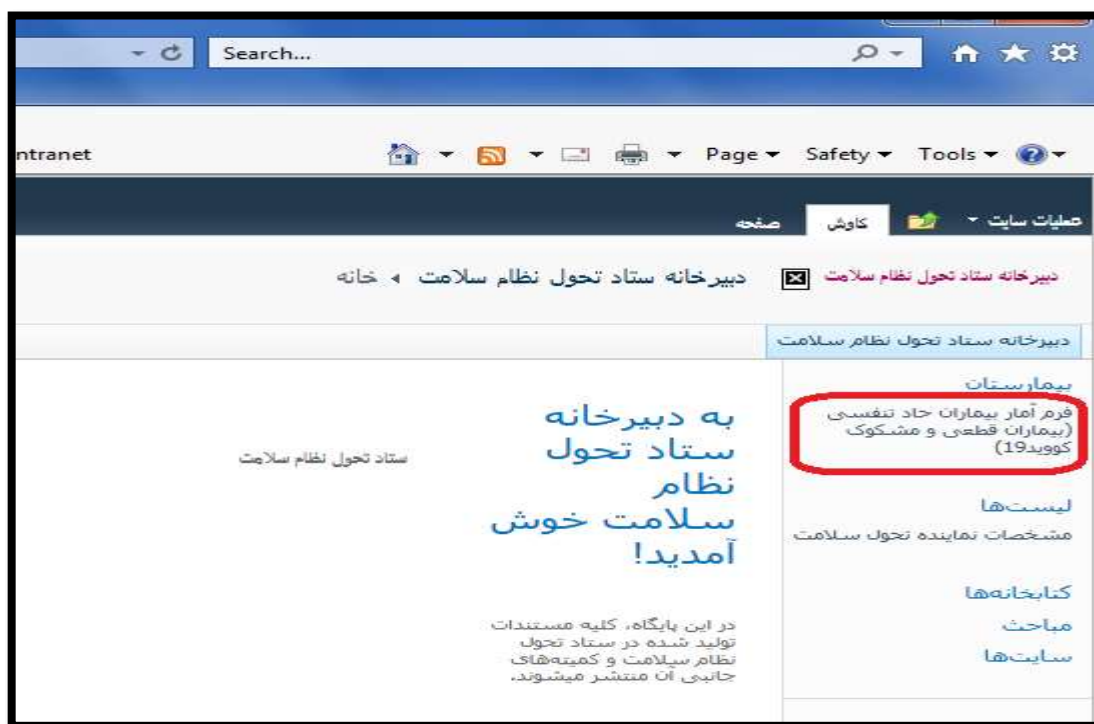 Search...
ntranet
Page
Safety
Tools
عملیات سایت
کاوش
صفحه
دبیرخانه ستاد تحول نظام سلامت
دبیرخانه ستاد تحول نظام سلامت
خانه
دبیرخانه ستاد تحول نظام سلامت
بیمارستان
فرم آمار بیماران حاد تنفسی
(بیماران قطعی و مشکوک
کووید19)
لیست‌ها
مشخصات نماینده تحول سلامت
کتابخانه‌ها
مباحث
سایت‌ها
به دبیرخانه
ستاد تحول
نظام
سلامت خوش
آمدید!
ستاد تحول نظام سلامت
در این پایگاه، کلیه مستندات
تولید شده در ستاد تحول
نظام سیلامت و کمیته‌های
جانبی آن منتشر میشوند.